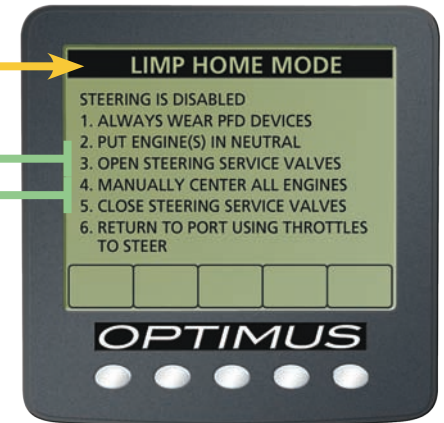 LIMP HOME MODE
STEERING IS DISABLED
1. ALWAYS WEAR PFD DEVICES
2. PUT ENGINE(S) IN NEUTRAL
3. OPEN STEERING SERVICE VALVES
4. MANUALLY CENTER ALL ENGINES
5. CLOSE STEERING SERVICE VALVES
6. RETURN TO PORT USING THROTTLES
TO STEER
OPTIMUS